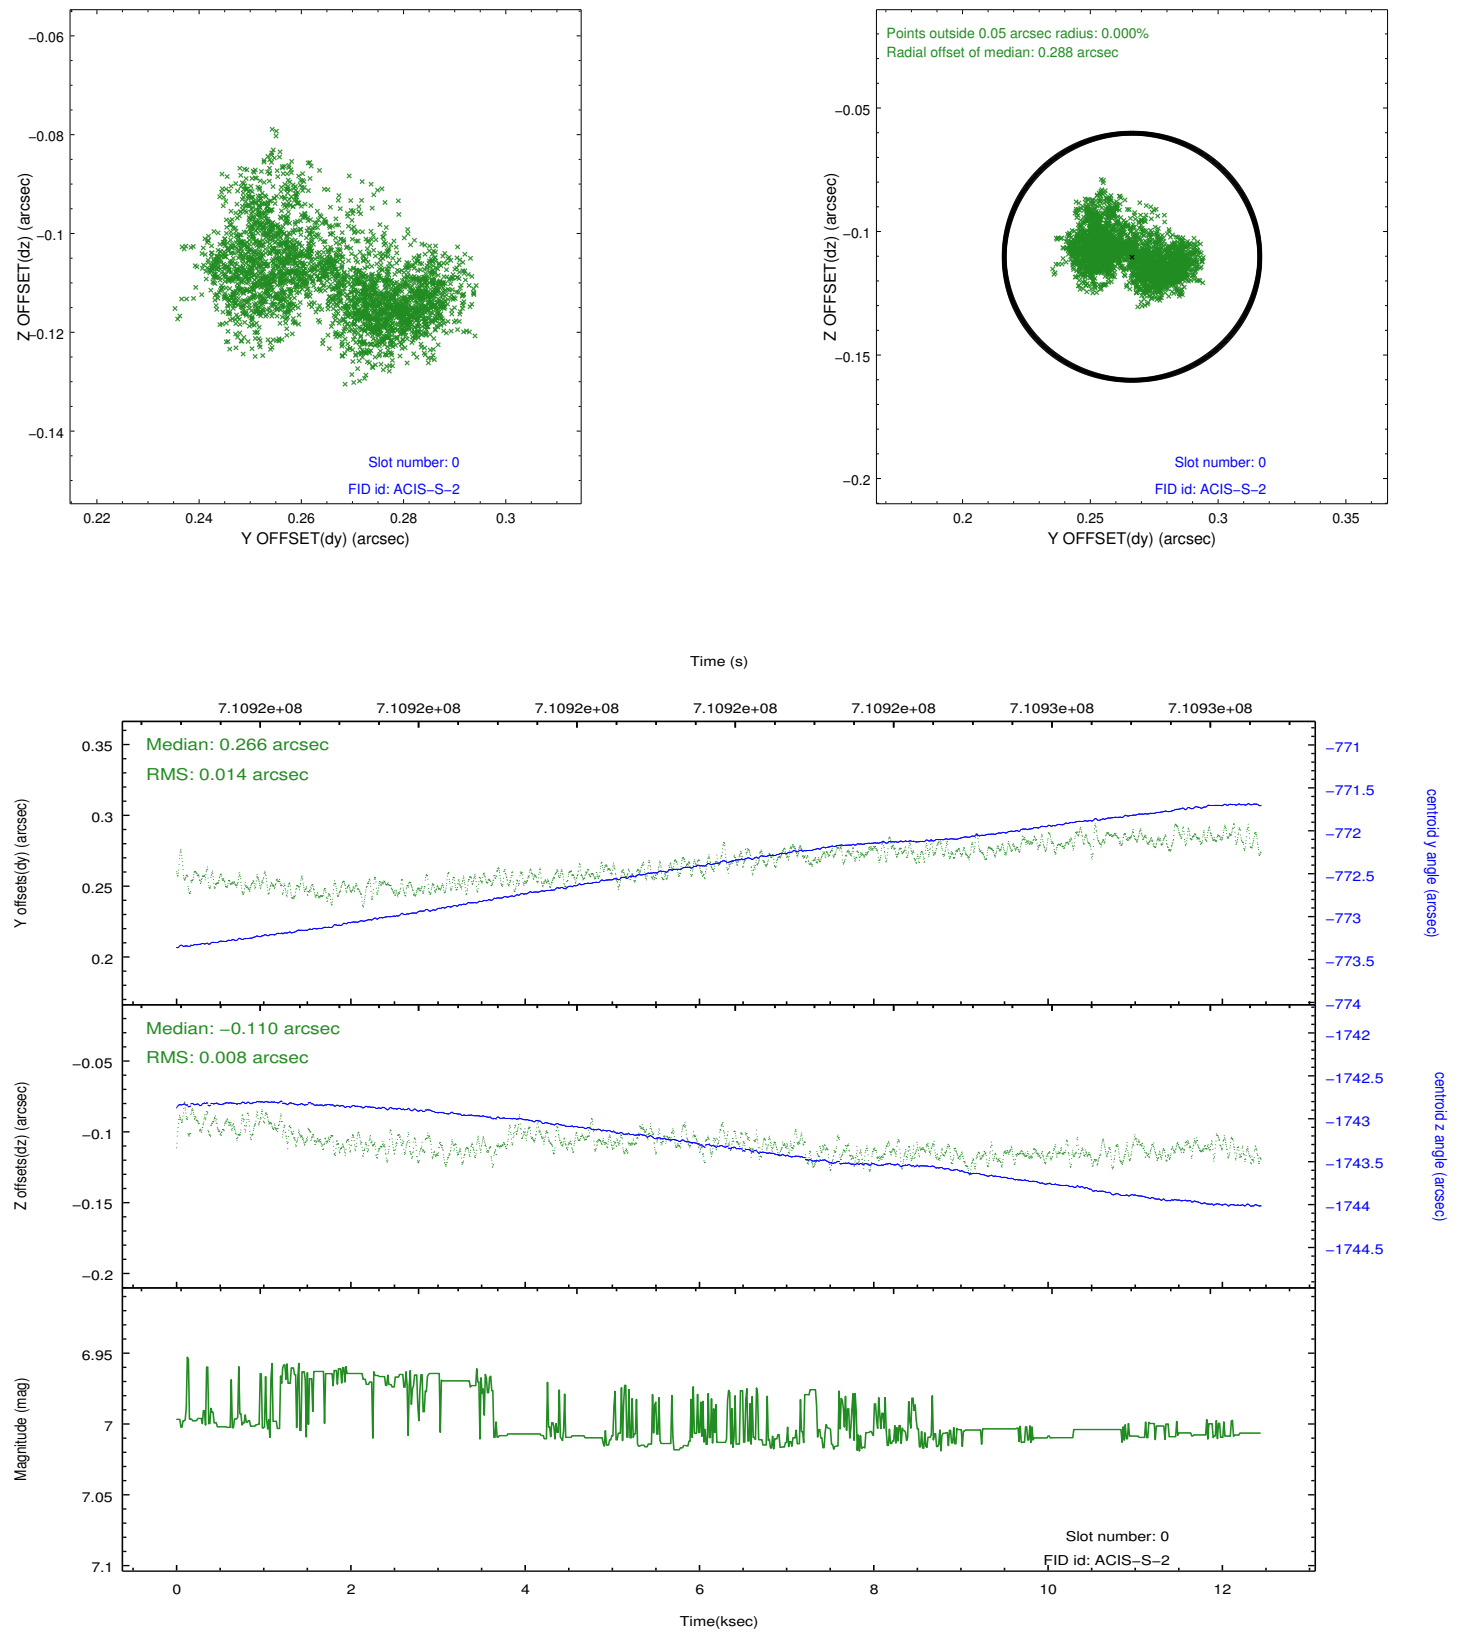 −0.06
−0.08
−0.1
−0.12
−0.14
Z OFFSET(dz) (arcsec)
Slot number: 0
FID id: ACIS−S−2
0.22 0.24 0.26 0.28 0.3
Y OFFSET(dy) (arcsec)
Points outside 0.05 arcsec radius: 0.000%
Radial offset of median: 0.288 arcsec
−0.05
−0.1
−0.15
−0.2
Z OFFSET(dz) (arcsec)
Slot number: 0
FID id: ACIS−S−2
0.2 0.25 0.3 0.35
Y OFFSET(dy) (arcsec)
Time (s)
7.1092e+08 7.1092e+08 7.1092e+08 7.1092e+08 7.1092e+08 7.1093e+08 7.1093e+08
Median: 0.266 arcsec
RMS: 0.014 arcsec
0.35
0.3
0.25
0.2
Y offsets(dy) (arcsec)
−771
−771.5
−772
−772.5
−773
−773.5
−774
centroid y angle (arcsec)
Median: −0.110 arcsec
RMS: 0.008 arcsec
−0.05
−0.1
−0.15
−0.2
Z offsets(dz) (arcsec)
−1742
−1742.5
−1743
−1743.5
−1744
−1744.5
centroid z angle (arcsec)
6.95
7
7.05
7.1
Magnitude (mag)
Slot number: 0
FID id: ACIS−S−2
0 2 4 6 8 10 12
Time(ksec)